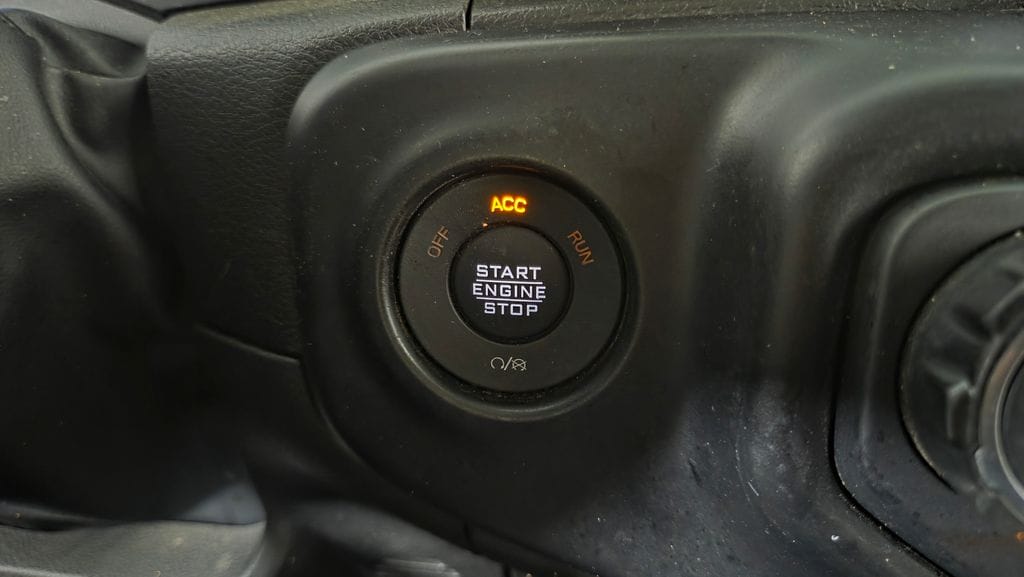 ACC
OFF
RUN
START
ENGINE
STOP